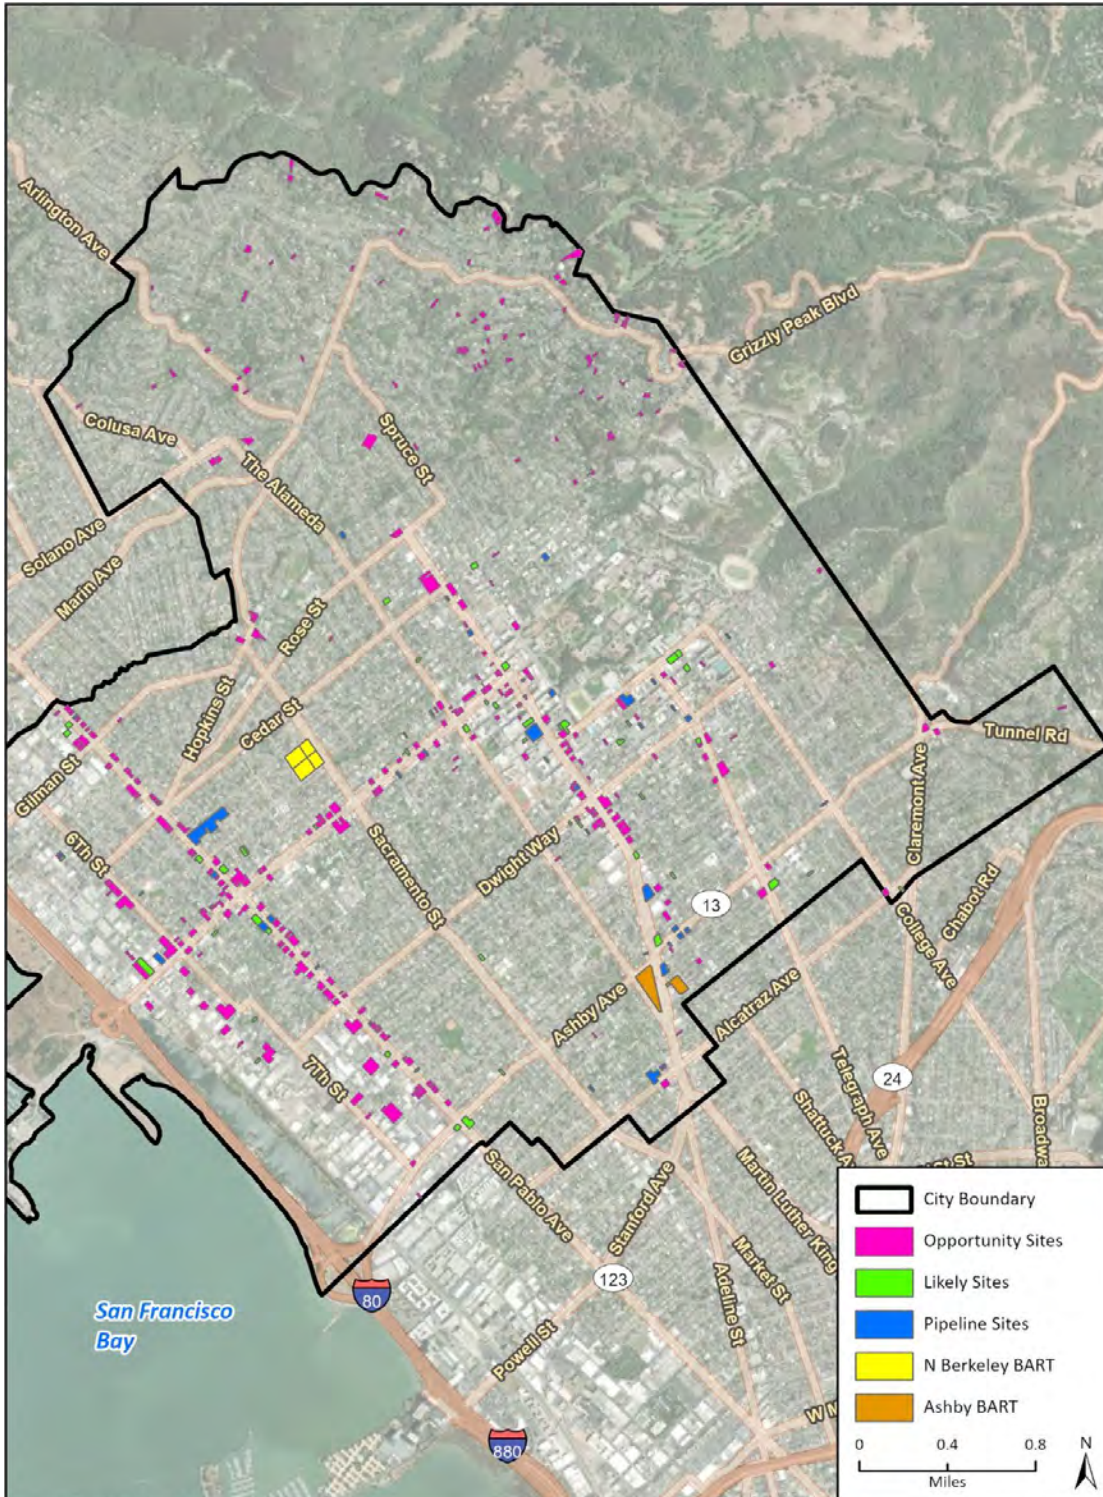 Arlington Ave
Grizzly Peak Blvd
Colusa Ave
Spruce St
The Alameda
Solano Ave
Marin Ave
Rose St
Hopkins St
Cedar St
Gilman St
Tunnel Rd
Claremont Ave
6Th St
Sacramento St
Dwight Way
13
Chabot Rd
College Ave
Ashby Ave
Alcatraz Ave
7Th St
Telegraph Ave
24
Shattuck A
Broadwa
San Pablo Ave
Stanford Ave
Martin Luther King
Market St
123
Adeline St
80
San Francisco
Bay
Powell St
880
W M
City Boundary
Opportunity Sites
Likely Sites
Pipeline Sites
N Berkeley BART
Ashby BART
0 0.4 0.8
Miles
N